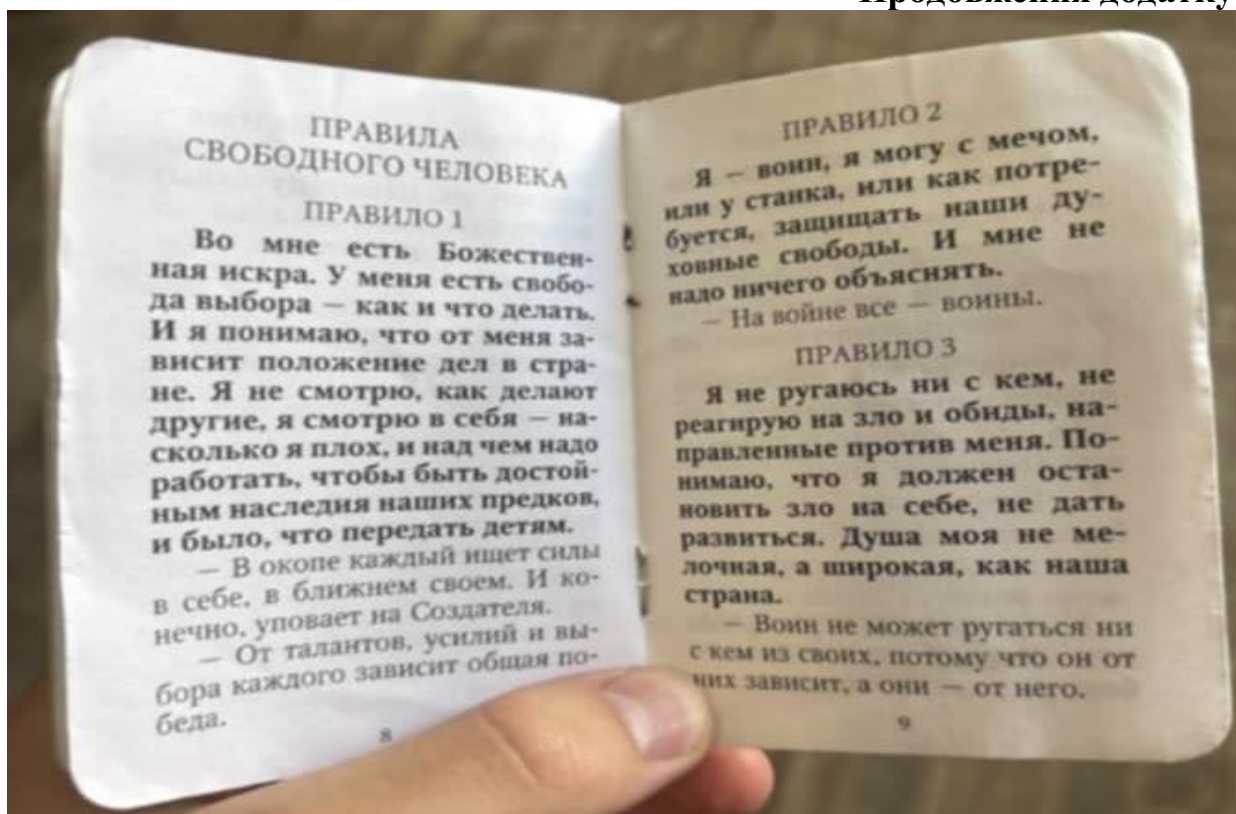 Продовження додатку
ПРАВИЛА
СВОБОДНОГО ЧЕЛОВЕКА
ПРАВИЛО 1
Во мне есть Божествен-
ная искра. У меня есть свобо-
да выбора — как и что делать.
И я понимаю, что от меня за-
висит положение дел в стра-
не. Я не смотрю, как делают
другие, я смотрю в себя — на-
сколько я плох, и над чем надо
работать, чтобы быть достой-
ным наследия наших предков,
и было, что передать детям.
— В окопе каждый ищет силы
в себе, в ближнем своем. И ко-
нечно, уповает на Создателя.
— От талантов, усилий и вы-
бора каждого зависит общая по-
беда.
8
ПРАВИЛО 2
Я — воин, я могу с мечом,
или у станка, или как потре-
буется, защищать наши ду-
ховные свободы. И мне не
надо ничего объяснять.
— На войне все — воины.
ПРАВИЛО 3
Я не ругаюсь ни с кем, не
реагирую на зло и обиды, на-
правленные против меня. По-
нимаю, что я должен оста-
новить зло на себе, не дать
развиться. Душа моя не ме-
лочная, а широкая, как наша
страна.
— Воин не может ругаться ни
с кем из своих, потому что он от
них зависит, а они — от него.
9